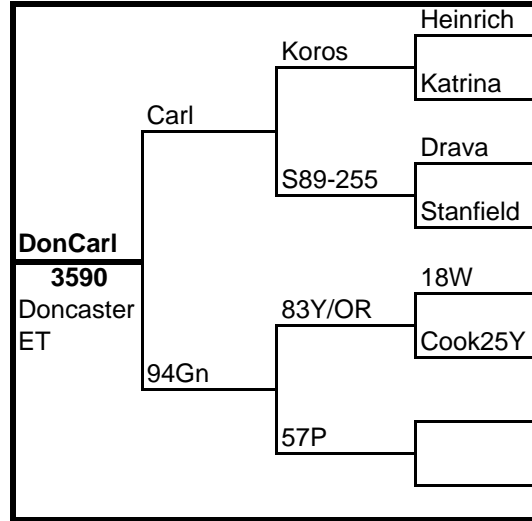 Heinrich
Koros
Katrina
Carl
Drava
S89-255
Stanfield
DonCarl
3590
Doncaster
ET
18W
83Y/OR
Cook25Y
94Gn
57P